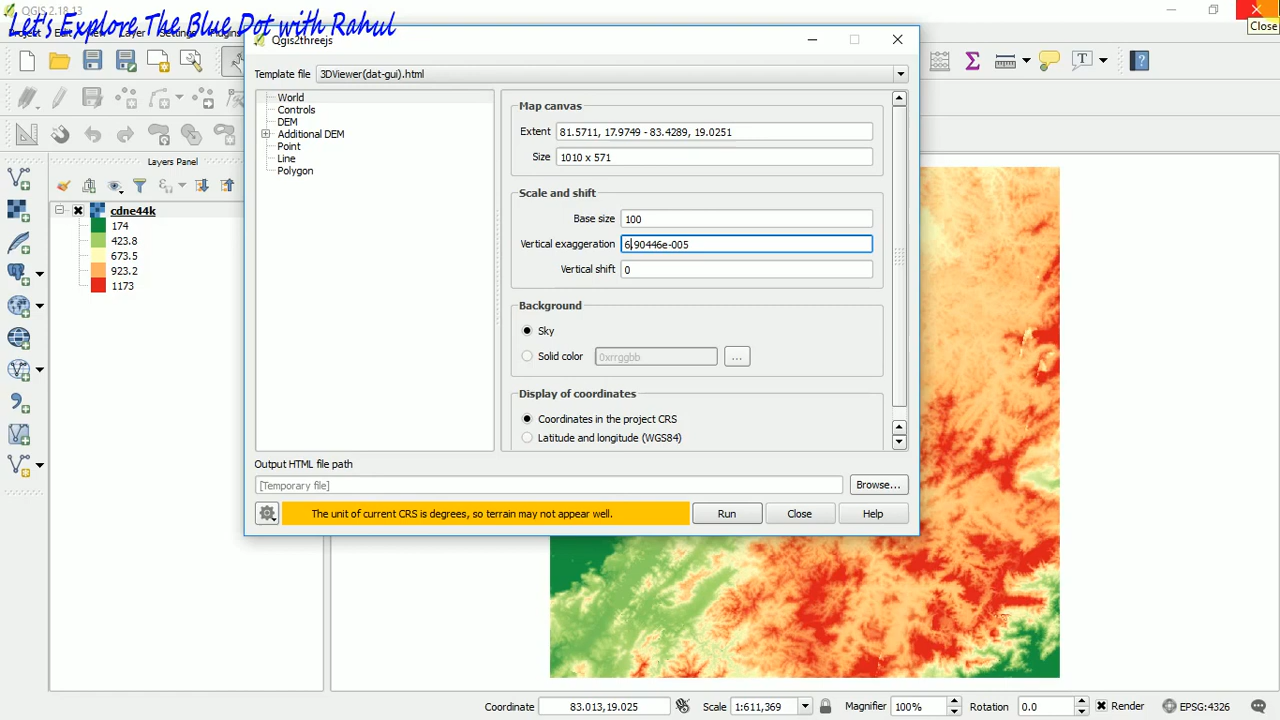 QGIS 2.18.13
Let's Explore The Blue Dot with Rahul
Close
Qgis2threejs
Template file 3DViewer(dat-gui).html
World
Controls
DEM
Additional DEM
Point
Line
Polygon
Map canvas
Extent 81.5711, 17.9749 - 83.4289, 19.0251
Size 1010 x 571
Scale and shift
Base size 100
Vertical exaggeration 6.90446e-005
Vertical shift 0
Background
Sky
Solid color 0xrrggbb ...
Display of coordinates
Coordinates in the project CRS
Latitude and longitude (WGS84)
Output HTML file path
[Temporary file] Browse...
The unit of current CRS is degrees, so terrain may not appear well. Run Close Help
Layers Panel
cdne44k
174
423.8
673.5
923.2
1173
Coordinate 83.013,19.025 Scale 1:611,369 Magnifier 100% Rotation 0.0 Render EPSG:4326